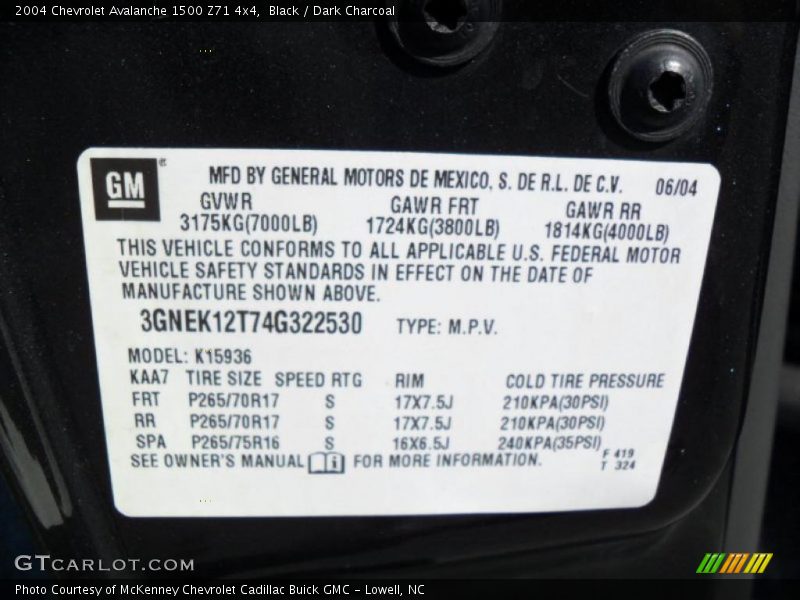 2004 Chevrolet Avalanche 1500 Z71 4x4,  Black / Dark Charcoal
GM
MFD BY GENERAL MOTORS DE MEXICO, S. DE R.L. DE C.V. 06/04
GVWR GAWR FRT GAWR RR
3175KG(7000LB) 1724KG(3800LB) 1814KG(4000LB)
THIS VEHICLE CONFORMS TO ALL APPLICABLE U.S. FEDERAL MOTOR
VEHICLE SAFETY STANDARDS IN EFFECT ON THE DATE OF
MANUFACTURE SHOWN ABOVE.
3GNEK12T74G322530 TYPE: M.P.V.
MODEL: K15936
KAA7 TIRE SIZE SPEED RTG RIM COLD TIRE PRESSURE
FRT P265/70R17 S 17X7.5J 210KPA(30PSI)
RR P265/70R17 S 17X7.5J 210KPA(30PSI)
SPA P265/75R16 S 16X6.5J 240KPA(35PSI)
SEE OWNER'S MANUAL i FOR MORE INFORMATION.
F 419
T 324
GTCARLOT.COM
Photo Courtesy of McKenney Chevrolet Cadillac Buick GMC - Lowell, NC